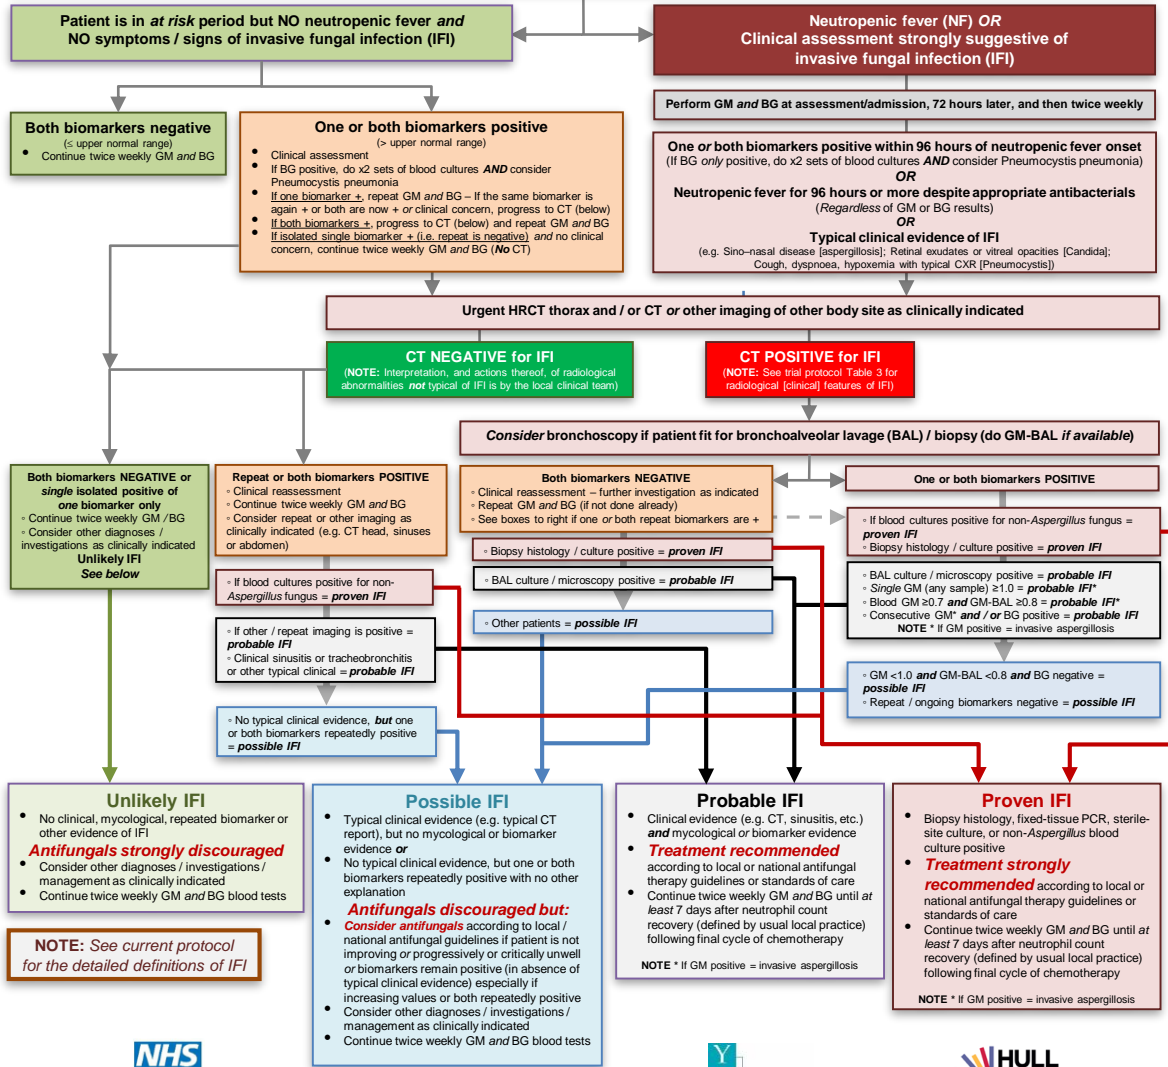 Patient is in at risk period but NO neutropenic fever and
NO symptoms / signs of invasive fungal infection (IFI)
Neutropenic fever (NF) OR
Clinical assessment strongly suggestive of
invasive fungal infection (IFI)
Perform GM and BG at assessment/admission, 72 hours later, and then twice weekly
Both biomarkers negative
(≤ upper normal range)
• Continue twice weekly GM and BG
One or both biomarkers positive
(> upper normal range)
• Clinical assessment
• If BG positive, do x2 sets of blood cultures AND consider
Pneumocystis pneumonia
• If one biomarker +, repeat GM and BG – If the same biomarker is
again + or both are now + or clinical concern, progress to CT (below)
• If both biomarkers +, progress to CT (below) and repeat GM and BG
• If isolated single biomarker + (i.e. repeat is negative) and no clinical
concern, continue twice weekly GM and BG (No CT)
One or both biomarkers positive within 96 hours of neutropenic fever onset
(If BG only positive, do x2 sets of blood cultures AND consider Pneumocystis pneumonia)
OR
Neutropenic fever for 96 hours or more despite appropriate antibacterials
(Regardless of GM or BG results)
OR
Typical clinical evidence of IFI
(e.g. Sino–nasal disease [aspergillosis]; Retinal exudates or vitreal opacities [Candida];
Cough, dyspnoea, hypoxemia with typical CXR [Pneumocystis])
Urgent HRCT thorax and / or CT or other imaging of other body site as clinically indicated
CT NEGATIVE for IFI
(NOTE: Interpretation, and actions thereof, of radiological
abnormalities not typical of IFI is by the local clinical team)
CT POSITIVE for IFI
(NOTE: See trial protocol Table 3 for
radiological [clinical] features of IFI)
Consider bronchoscopy if patient fit for bronchoalveolar lavage (BAL) / biopsy (do GM-BAL if available)
Both biomarkers NEGATIVE or
single isolated positive of
one biomarker only
◦ Continue twice weekly GM / BG
◦ Consider other diagnoses /
investigations as clinically indicated
Unlikely IFI
See below
Repeat or both biomarkers POSITIVE
◦ Clinical reassessment
◦ Continue twice weekly GM and BG
◦ Consider repeat or other imaging as
clinically indicated (e.g. CT head, sinuses
or abdomen)
◦ If blood cultures positive for non-
Aspergillus fungus = proven IFI
◦ If other / repeat imaging is positive =
probable IFI
◦ Clinical sinusitis or tracheobronchitis
or other typical clinical = probable IFI
◦ No typical clinical evidence, but one
or both biomarkers repeatedly positive
= possible IFI
Both biomarkers NEGATIVE
◦ Clinical reassessment – further investigation as indicated
◦ Repeat GM and BG (if not done already)
◦ See boxes to right if one or both repeat biomarkers are +
◦ Biopsy histology / culture positive = proven IFI
◦ BAL culture / microscopy positive = probable IFI
◦ Other patients = possible IFI
One or both biomarkers POSITIVE
◦ If blood cultures positive for non-Aspergillus fungus =
proven IFI
◦ Biopsy histology / culture positive = proven IFI
◦ BAL culture / microscopy positive = probable IFI
◦ Single GM (any sample) ≥1.0 = probable IFI*
◦ Blood GM ≥0.7 and GM-BAL ≥0.8 = probable IFI*
◦ Consecutive GM* and / or BG positive = probable IFI
NOTE * If GM positive = invasive aspergillosis
◦ GM <1.0 and GM-BAL <0.8 and BG negative =
possible IFI
◦ Repeat / ongoing biomarkers negative = possible IFI
Unlikely IFI
• No clinical, mycological, repeated biomarker or
other evidence of IFI
Antifungals strongly discouraged
• Consider other diagnoses / investigations /
management as clinically indicated
• Continue twice weekly GM and BG blood tests
NOTE: See current protocol
for the detailed definitions of IFI
Possible IFI
• Typical clinical evidence (e.g. typical CT
report), but no mycological or biomarker
evidence or
• No typical clinical evidence, but one or both
biomarkers repeatedly positive with no other
explanation
Antifungals discouraged but:
• Consider antifungals according to local /
national antifungal guidelines if patient is not
improving or progressively or critically unwell
or biomarkers remain positive (in absence of
typical clinical evidence) especially if
increasing values or both repeatedly positive
• Consider other diagnoses / investigations /
management as clinically indicated
• Continue twice weekly GM and BG blood tests
Probable IFI
• Clinical evidence (e.g. CT, sinusitis, etc.)
and mycological or biomarker evidence
• Treatment recommended
according to local or national antifungal
therapy guidelines or standards of care
• Continue twice weekly GM and BG until at
least 7 days after neutrophil count
recovery (defined by usual local practice)
following final cycle of chemotherapy
NOTE * If GM positive = invasive aspergillosis
Proven IFI
• Biopsy histology, fixed-tissue PCR, sterile-
site culture, or non-Aspergillus blood
culture positive
• Treatment strongly
recommended according to local or
national antifungal therapy guidelines or
standards of care
• Continue twice weekly GM and BG until at
least 7 days after neutrophil count
recovery (defined by usual local practice)
following final cycle of chemotherapy
NOTE * If GM positive = invasive aspergillosis
NHS
Y
HULL